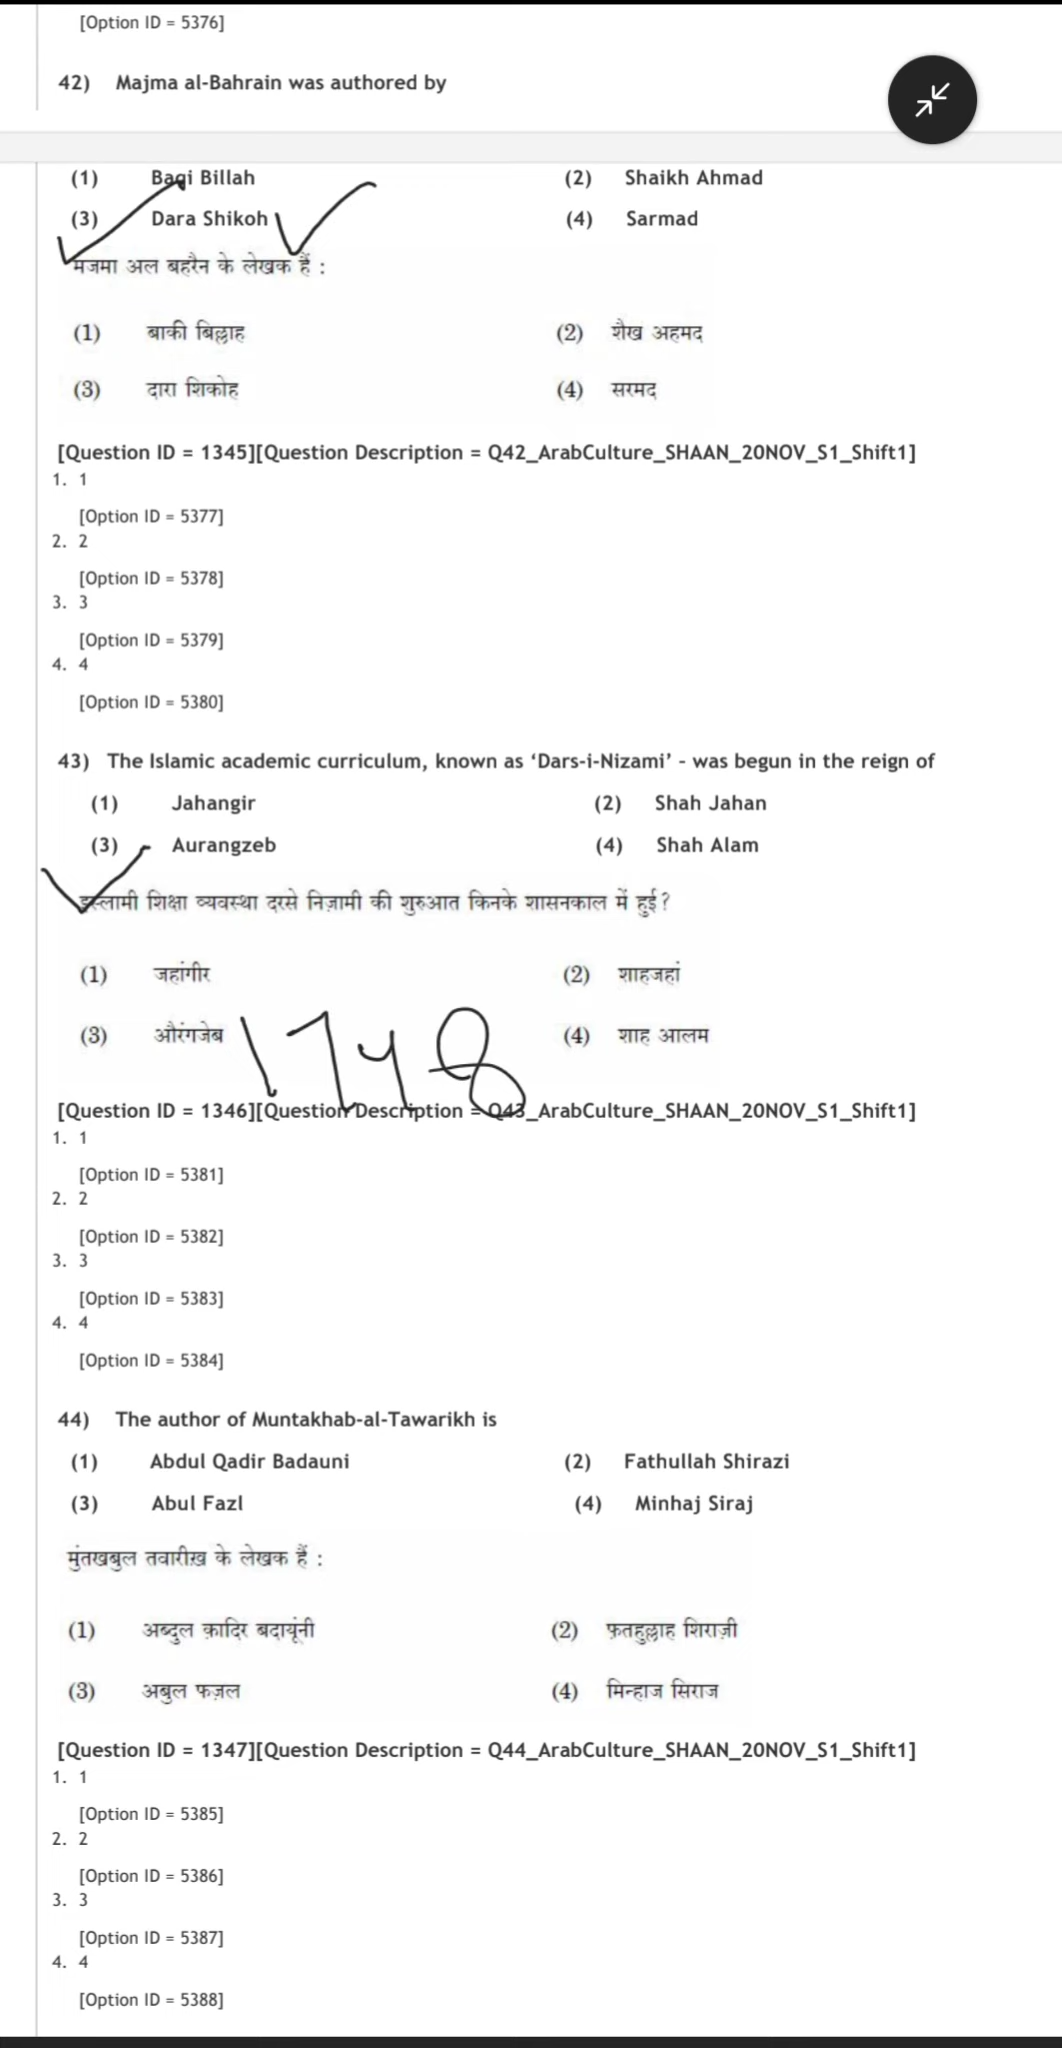 [Option ID = 5376]
42) Majma al-Bahrain was authored by
(1) Baqi Billah (2) Shaikh Ahmad
(3) Dara Shikoh (4) Sarmad
मजमा अल बहरैन के लेखक हैं :
(1) बाकी बिल्लाह (2) शैख अहमद
(3) दारा शिकोह (4) सरमद
[Question ID = 1345][Question Description = Q42_ArabCulture_SHAAN_20NOV_S1_Shift1]
1. 1
[Option ID = 5377]
2. 2
[Option ID = 5378]
3. 3
[Option ID = 5379]
4. 4
[Option ID = 5380]
43) The Islamic academic curriculum, known as ‘Dars-i-Nizami’ - was begun in the reign of
(1) Jahangir (2) Shah Jahan
(3) Aurangzeb (4) Shah Alam
इस्लामी शिक्षा व्यवस्था दरसे निज़ामी की शुरुआत किनके शासनकाल में हुई?
(1) जहांगीर (2) शाहजहां
(3) औरंगजेब 1748 (4) शाह आलम
[Question ID = 1346][Question Description = Q43_ArabCulture_SHAAN_20NOV_S1_Shift1]
1. 1
[Option ID = 5381]
2. 2
[Option ID = 5382]
3. 3
[Option ID = 5383]
4. 4
[Option ID = 5384]
44) The author of Muntakhab-al-Tawarikh is
(1) Abdul Qadir Badauni (2) Fathullah Shirazi
(3) Abul Fazl (4) Minhaj Siraj
मुंतखबुल तवारीख़ के लेखक हैं :
(1) अब्दुल क़ादिर बदायूंनी (2) फ़तहुल्लाह शिराज़ी
(3) अबुल फज़ल (4) मिन्हाज सिराज
[Question ID = 1347][Question Description = Q44_ArabCulture_SHAAN_20NOV_S1_Shift1]
1. 1
[Option ID = 5385]
2. 2
[Option ID = 5386]
3. 3
[Option ID = 5387]
4. 4
[Option ID = 5388]